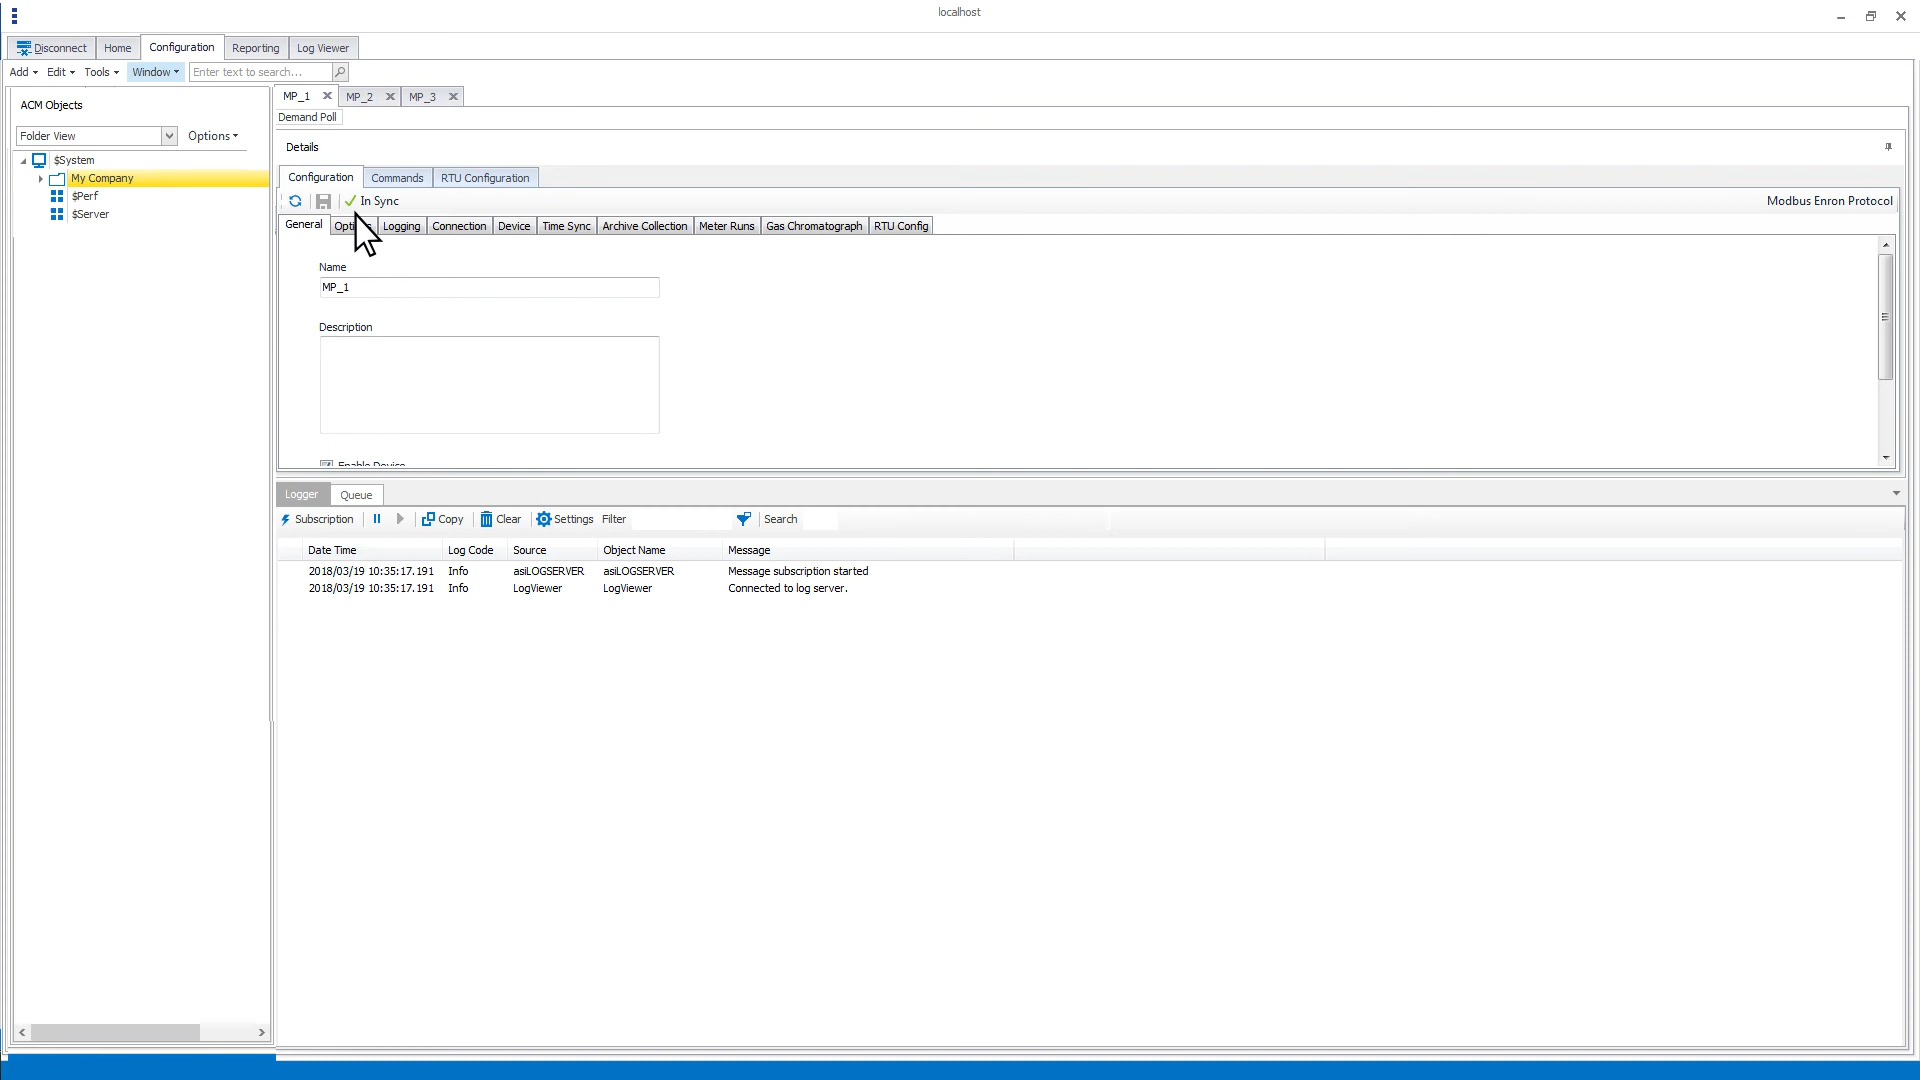 localhost
Disconnect Home Configuration Reporting Log Viewer
Add Edit Tools Window Enter text to search...
ACM Objects
Folder View Options
$System
My Company
$Perf
$Server
MP_1 MP_2 MP_3
Demand Poll
Details
Configuration Commands RTU Configuration
In Sync Modbus Enron Protocol
General Logging Connection Device Time Sync Archive Collection Meter Runs Gas Chromatograph RTU Config
Name
MP_1
Description
Enable Device
Logger Queue
Subscription Copy Clear Settings Filter Search
Date Time Log Code Source Object Name Message
2018/03/19 10:35:17.191 Info asiLOGSERVER asiLOGSERVER Message subscription started
2018/03/19 10:35:17.191 Info LogViewer LogViewer Connected to log server.